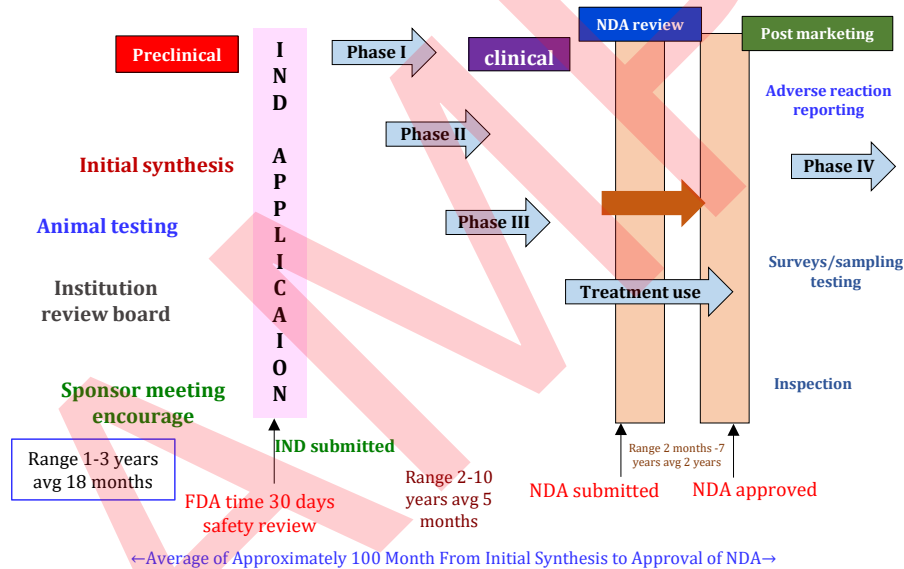 NDA review
Post marketing
Preclinical
IND APPLICAION
Phase I
clinical
Adverse reaction
reporting
Phase II
Initial synthesis
Phase IV
Animal testing
Phase III
Surveys/sampling
testing
Institution
review board
Treatment use
Sponsor meeting
encourage
Inspection
IND submitted
Range 1-3 years
avg 18 months
Range 2-10
years avg 5
months
Range 2 months -7
years avg 2 years
FDA time 30 days
safety review
NDA submitted
NDA approved
←Average of Approximately 100 Month From Initial Synthesis to Approval of NDA→